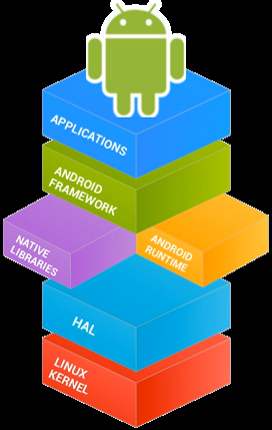 APPLICATIONS
ANDROID
FRAMEWORK
NATIVE
LIBRARIES
ANDROID
RUNTIME
HAL
LINUX
KERNEL